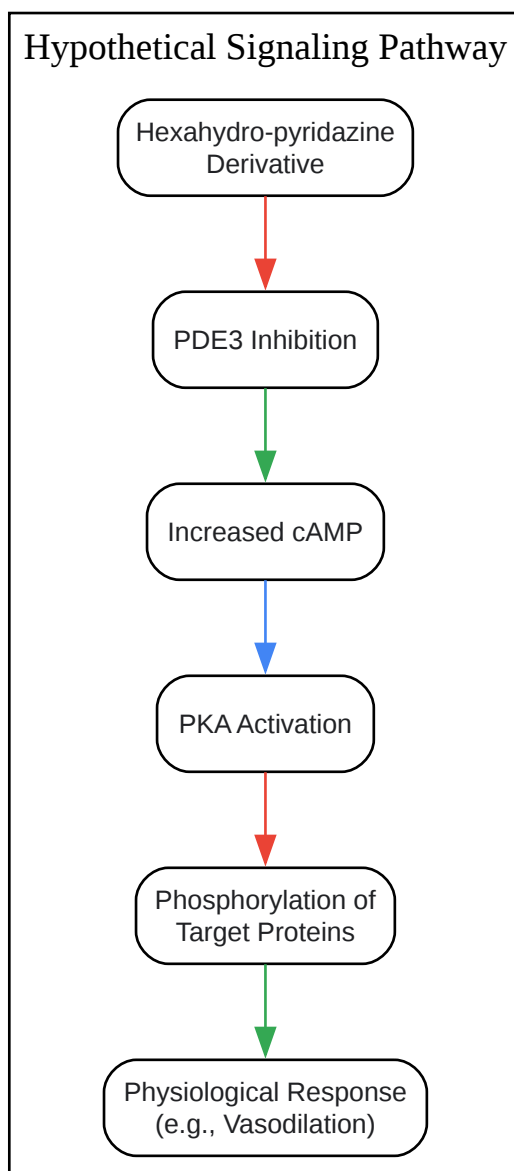 Hypothetical Signaling Pathway
Hexahydro-pyridazine
Derivative
PDE3 Inhibition
Increased cAMP
PKA Activation
Phosphorylation of
Target Proteins
Physiological Response
(e.g., Vasodilation)